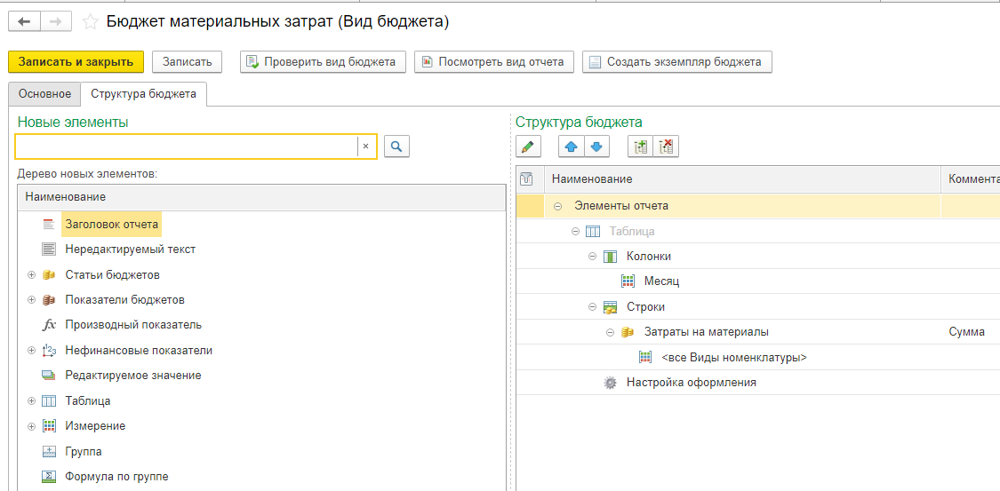 Бюджет материальных затрат (Вид бюджета)
Записать и закрыть Записать Проверить вид бюджета Посмотреть вид отчета Создать экземпляр бюджета
Основное Структура бюджета
Новые элементы
×
Дерево новых элементов:
Наименование
Заголовок отчета
Нередактируемый текст
Статьи бюджетов
Показатели бюджетов
fx Производный показатель
Нефинансовые показатели
Редактируемое значение
Таблица
Измерение
Группа
Формула по группе
Структура бюджета
Наименование Коммента
Элементы отчета
Таблица
Колонки
Месяц
Строки
Затраты на материалы Сумма
<все Виды номенклатуры>
Настройка оформления